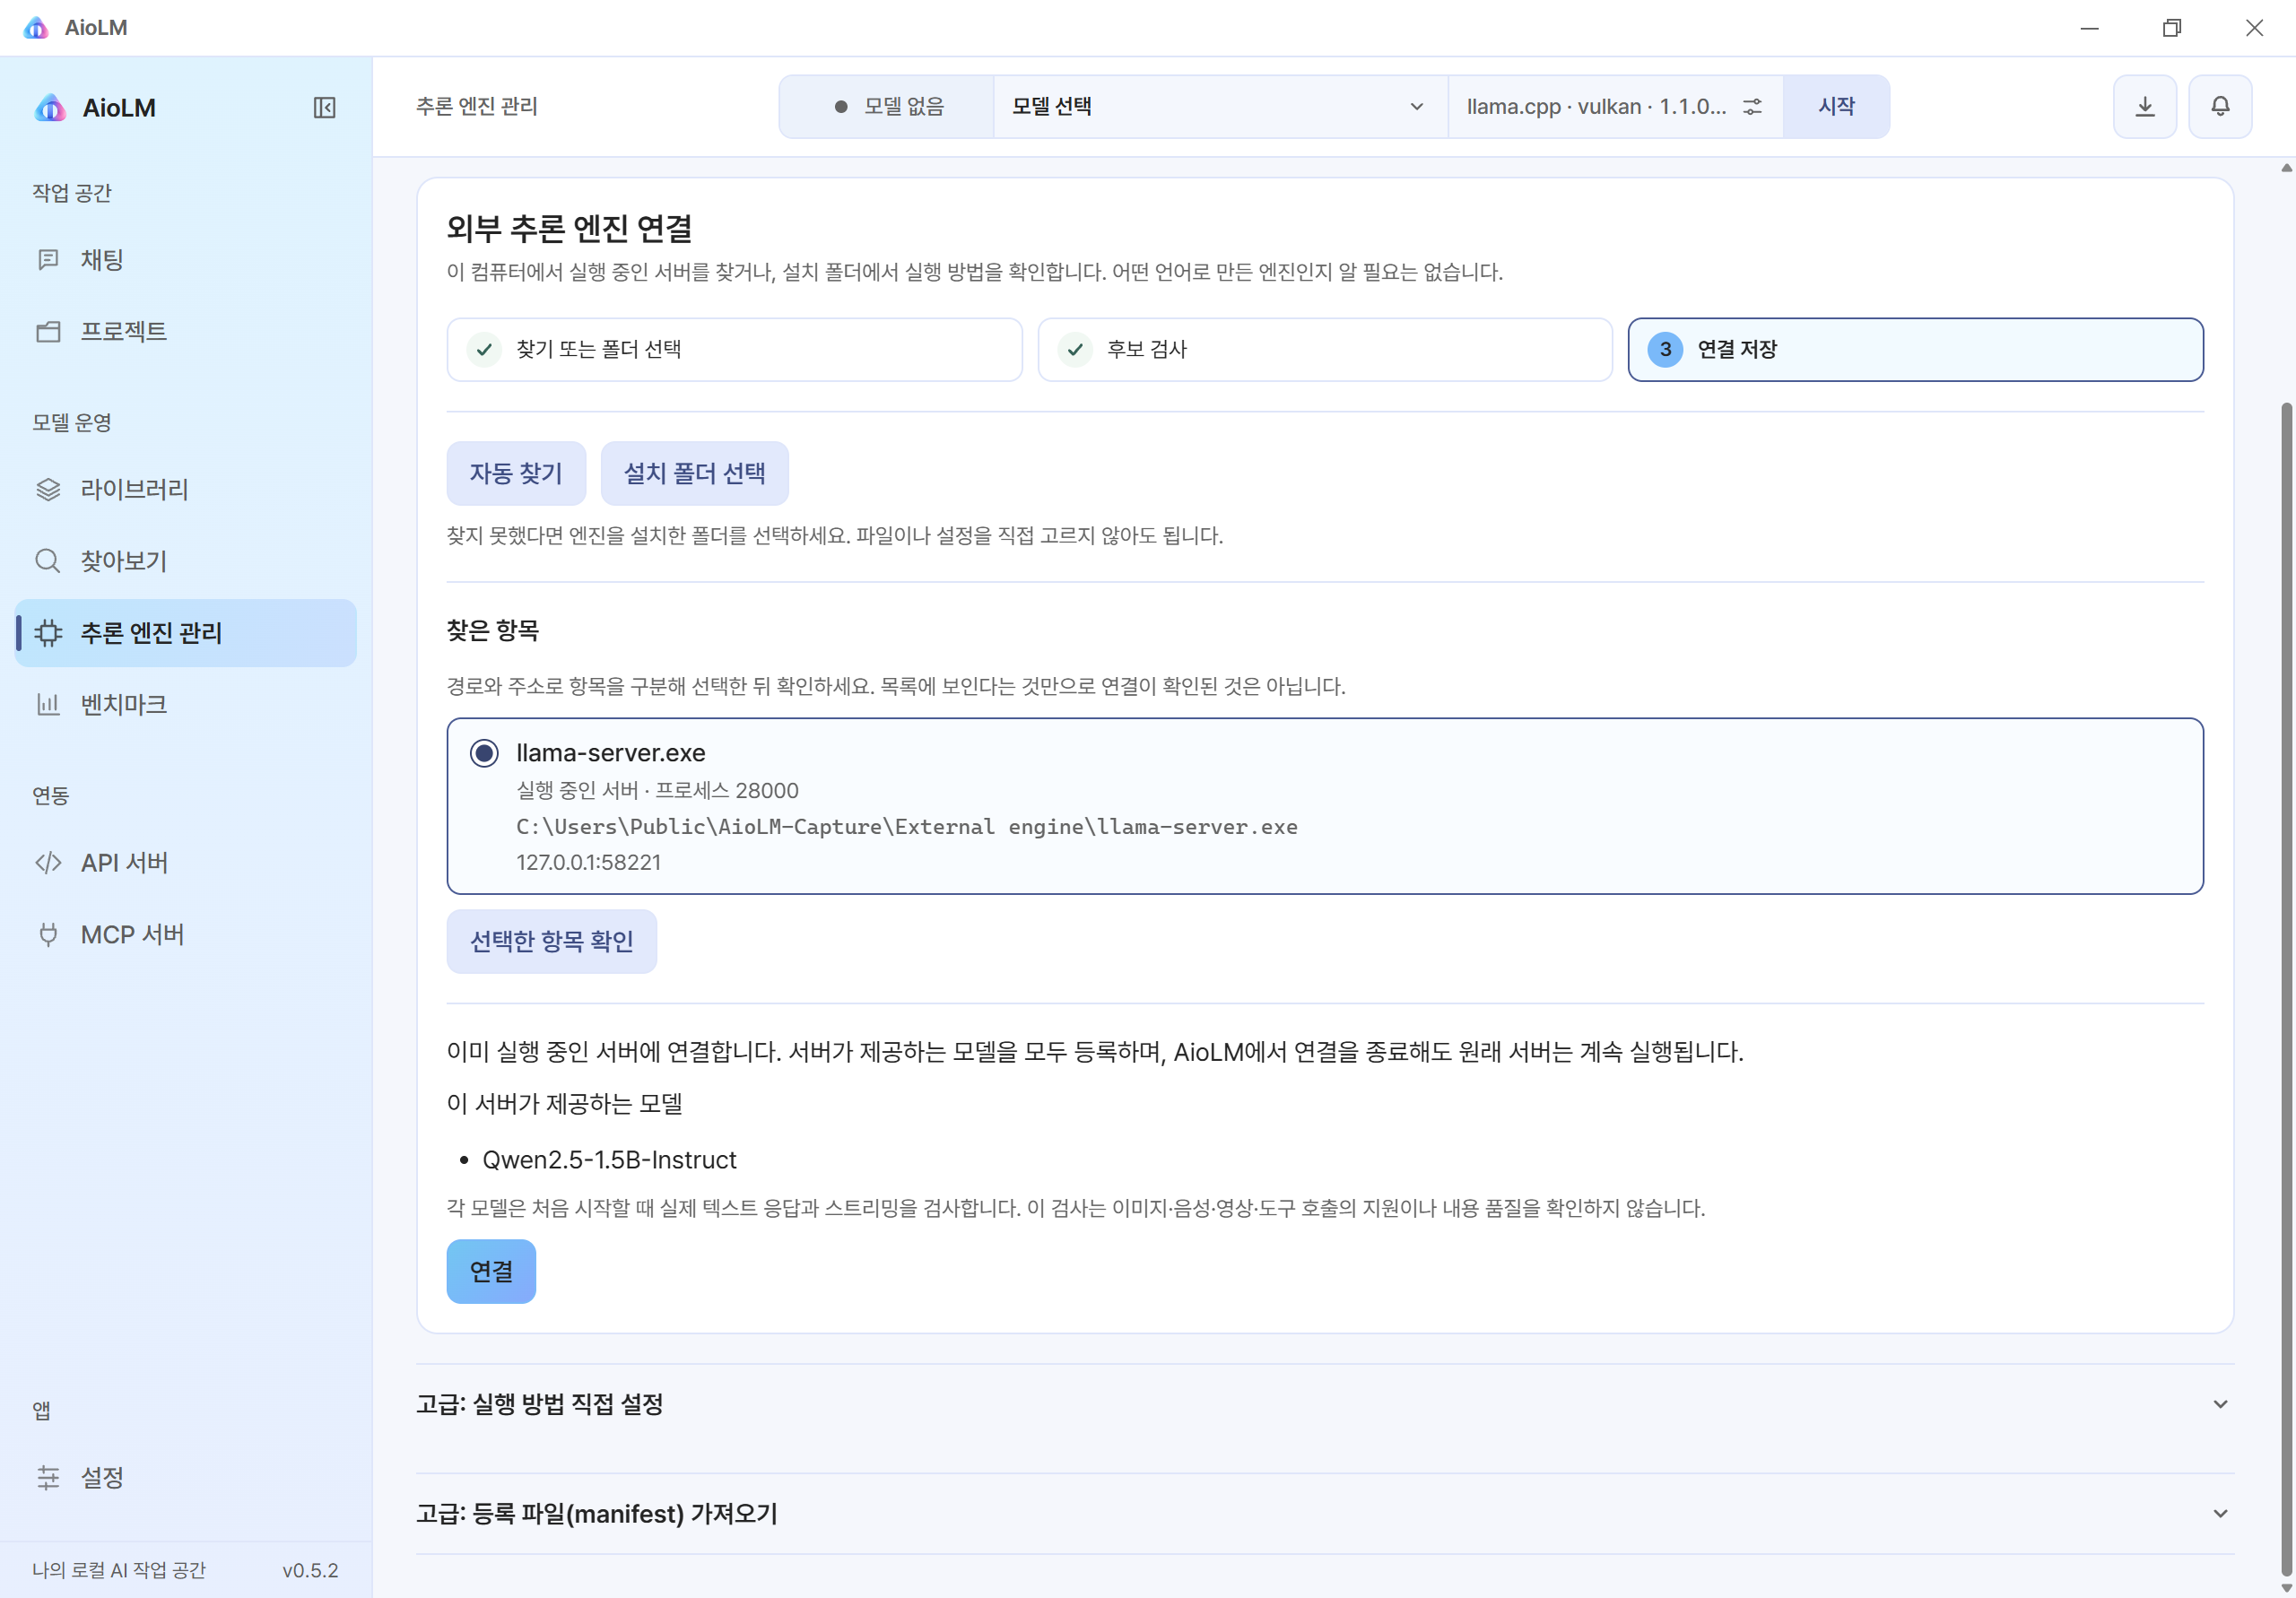 AioLM
AioLM
작업 공간
채팅
프로젝트
모델 운영
라이브러리
찾아보기
추론 엔진 관리
벤치마크
연동
API 서버
MCP 서버
앱
설정
나의 로컬 AI 작업 공간
v0.5.2
추론 엔진 관리
모델 없음
모델 선택
llama.cpp · vulkan · 1.1.0...
시작
외부 추론 엔진 연결
이 컴퓨터에서 실행 중인 서버를 찾거나, 설치 폴더에서 실행 방법을 확인합니다. 어떤 언어로 만든 엔진인지 알 필요는 없습니다.
찾기 또는 폴더 선택
후보 검사
3 연결 저장
자동 찾기
설치 폴더 선택
찾지 못했다면 엔진을 설치한 폴더를 선택하세요. 파일이나 설정을 직접 고르지 않아도 됩니다.
찾은 항목
경로와 주소로 항목을 구분해 선택한 뒤 확인하세요. 목록에 보인다는 것만으로 연결이 확인된 것은 아닙니다.
llama-server.exe
실행 중인 서버 · 프로세스 28000
C:\Users\Public\AioLM-Capture\External engine\llama-server.exe
127.0.0.1:58221
선택한 항목 확인
이미 실행 중인 서버에 연결합니다. 서버가 제공하는 모델을 모두 등록하며, AioLM에서 연결을 종료해도 원래 서버는 계속 실행됩니다.
이 서버가 제공하는 모델
• Qwen2.5-1.5B-Instruct
각 모델은 처음 시작할 때 실제 텍스트 응답과 스트리밍을 검사합니다. 이 검사는 이미지·음성·영상·도구 호출의 지원이나 내용 품질을 확인하지 않습니다.
연결
고급: 실행 방법 직접 설정
고급: 등록 파일(manifest) 가져오기